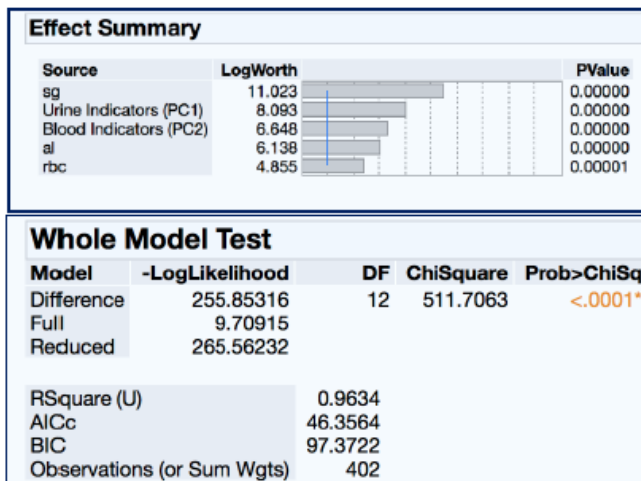 Effect Summary
Source LogWorth PValue
sg 11.023 0.00000
Urine Indicators (PC1) 8.093 0.00000
Blood Indicators (PC2) 6.648 0.00000
al 6.138 0.00000
rbc 4.855 0.00001
Whole Model Test
Model -LogLikelihood DF ChiSquare Prob>ChiSq
Difference 255.85316 12 511.7063 <.0001*
Full 9.70915
Reduced 265.56232
RSquare (U) 0.9634
AICc 46.3564
BIC 97.3722
Observations (or Sum Wgts) 402